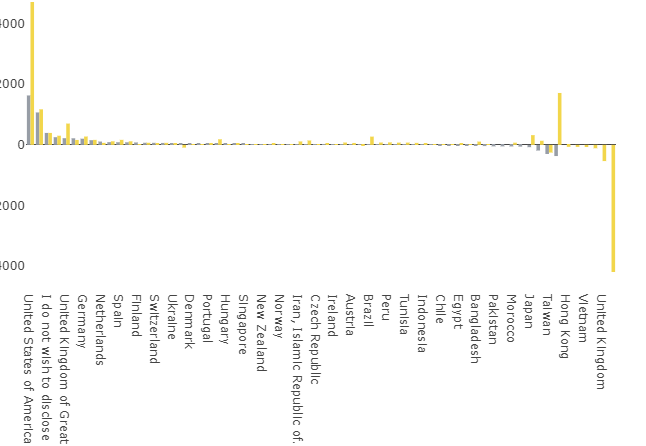 4000
2000
0
2000
4000
United States of America
I do not wish to disclose
United Kingdom of Great
Germany
Netherlands
Spain
Finland
Switzerland
Ukraine
Denmark
Portugal
Hungary
Singapore
New Zealand
Norway
Iran, Islamic Republic of.
Czech Republic
Ireland
Austria
Brazil
Peru
Tunisia
Indonesia
Chile
Egypt
Bangladesh
Pakistan
Morocco
Japan
Taiwan
Hong Kong
Vietnam
United Kingdom